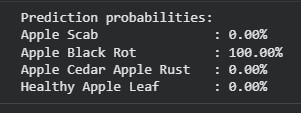 Prediction probabilities:
Apple Scab : 0.00%
Apple Black Rot : 100.00%
Apple Cedar Apple Rust : 0.00%
Healthy Apple Leaf : 0.00%